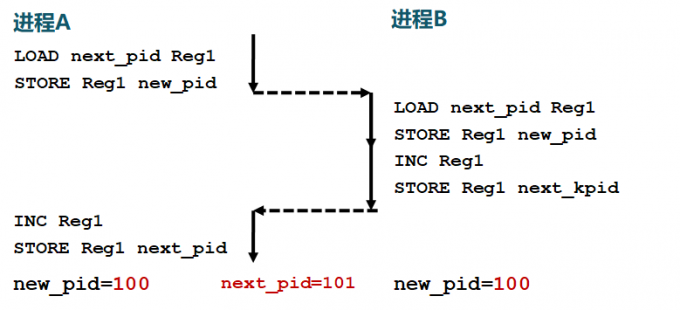 进程A
进程B
LOAD next_pid Reg1
STORE Reg1 new_pid
LOAD next_pid Reg1
STORE Reg1 new_pid
INC Reg1
STORE Reg1 next_kpid
INC Reg1
STORE Reg1 next_pid
new_pid=100
next_pid=101
new_pid=100